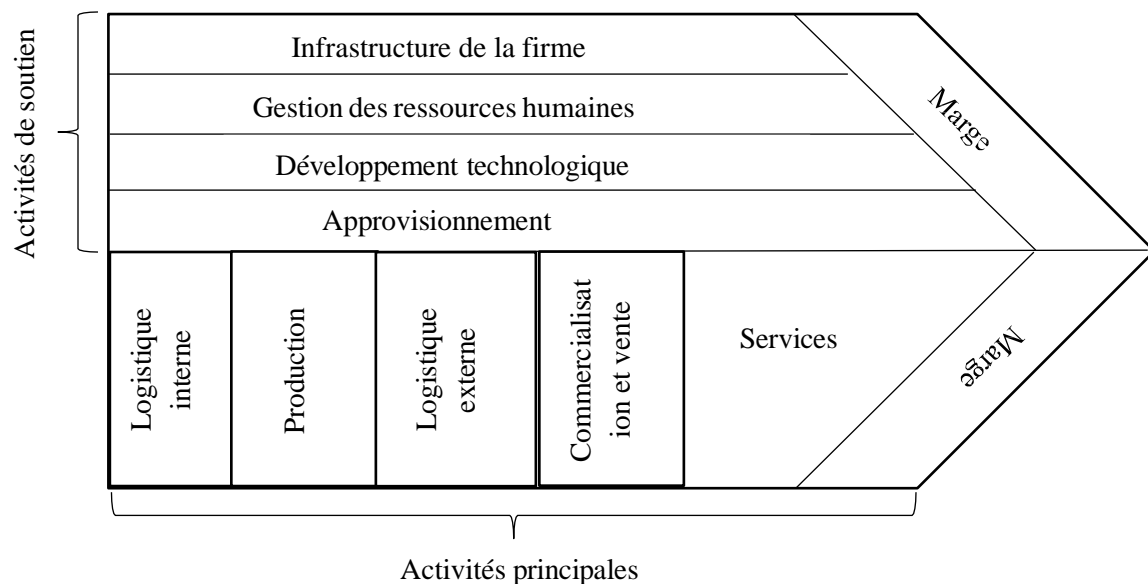 Activités de soutien
Infrastructure de la firme
Gestion des ressources humaines
Développement technologique
Approvisionnement
Marge
Logistique
interne
Production
Logistique
externe
Commercialisat
ion et vente
Services
Marge
Activités principales